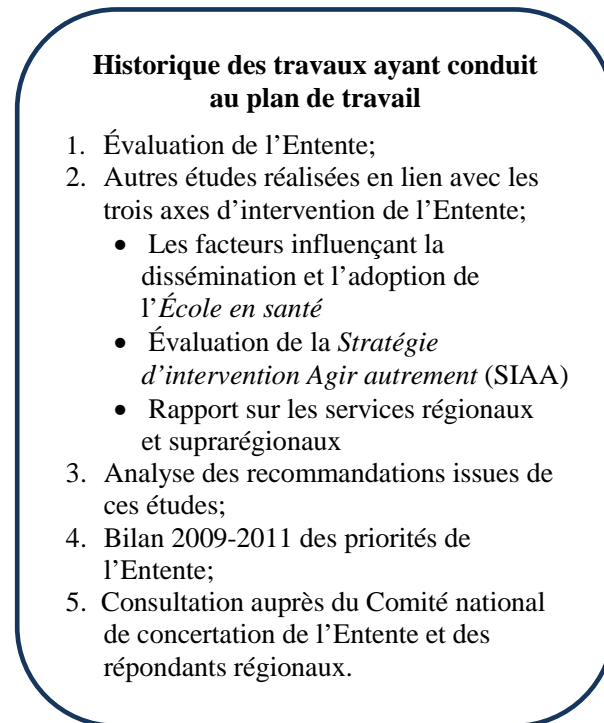 Historique des travaux ayant conduit
au plan de travail
1. Évaluation de l’Entente;
2. Autres études réalisées en lien avec les
trois axes d’intervention de l’Entente;
• Les facteurs influençant la
dissémination et l’adoption de
l’École en santé
• Évaluation de la Stratégie
d’intervention Agir autrement (SIAA)
• Rapport sur les services régionaux
et suprarégionaux
3. Analyse des recommandations issues de
ces études;
4. Bilan 2009-2011 des priorités de
l’Entente;
5. Consultation auprès du Comité national
de concertation de l’Entente et des
répondants régionaux.